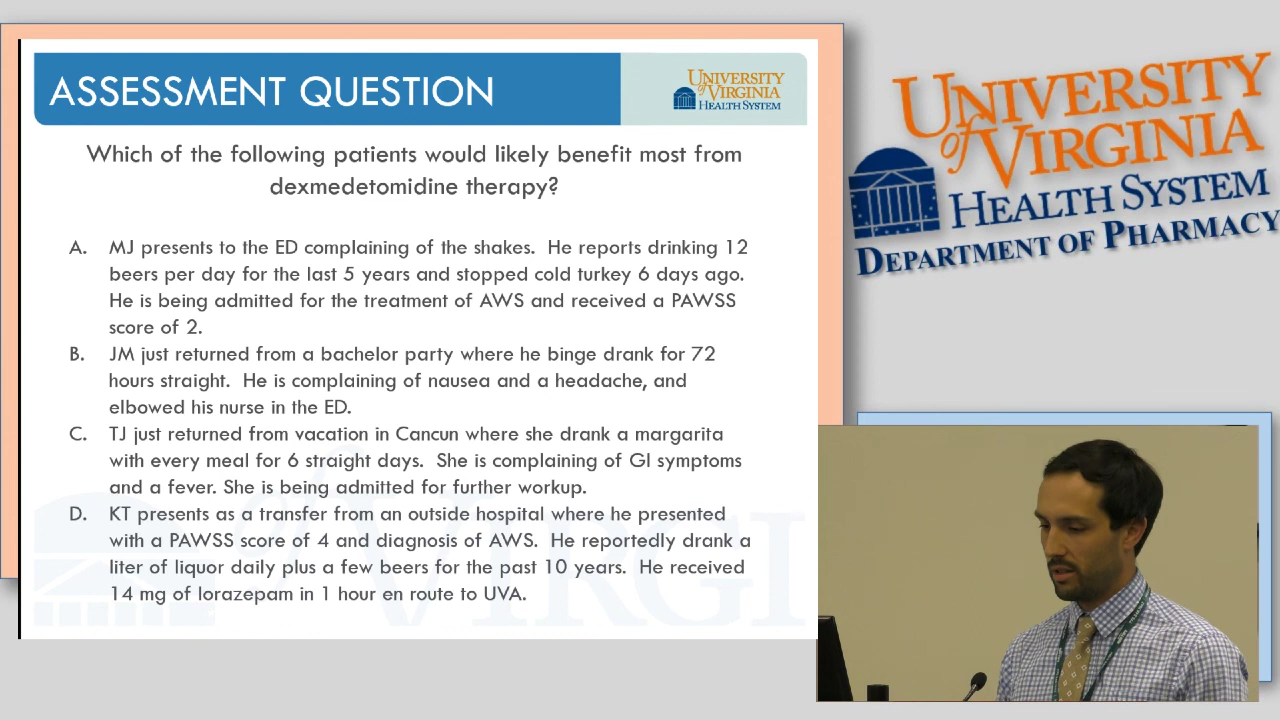 ASSESSMENT QUESTION
UNIVERSITY
of VIRGINIA
HEALTH SYSTEM
Which of the following patients would likely benefit most from
dexmedetomidine therapy?
A. MJ presents to the ED complaining of the shakes. He reports drinking 12
beers per day for the last 5 years and stopped cold turkey 6 days ago.
He is being admitted for the treatment of AWS and received a PAWSS
score of 2.
B. JM just returned from a bachelor party where he binge drank for 72
hours straight. He is complaining of nausea and a headache, and
elbowed his nurse in the ED.
C. TJ just returned from vacation in Cancun where she drank a margarita
with every meal for 6 straight days. She is complaining of GI symptoms
and a fever. She is being admitted for further workup.
D. KT presents as a transfer from an outside hospital where he presented
with a PAWSS score of 4 and diagnosis of AWS. He reportedly drank a
liter of liquor daily plus a few beers for the past 10 years. He received
14 mg of lorazepam in 1 hour en route to UVA.
of VIRGI
UNIVERSITY
of VIRGINIA
HEALTH SYSTEM
DEPARTMENT OF PHARMACY